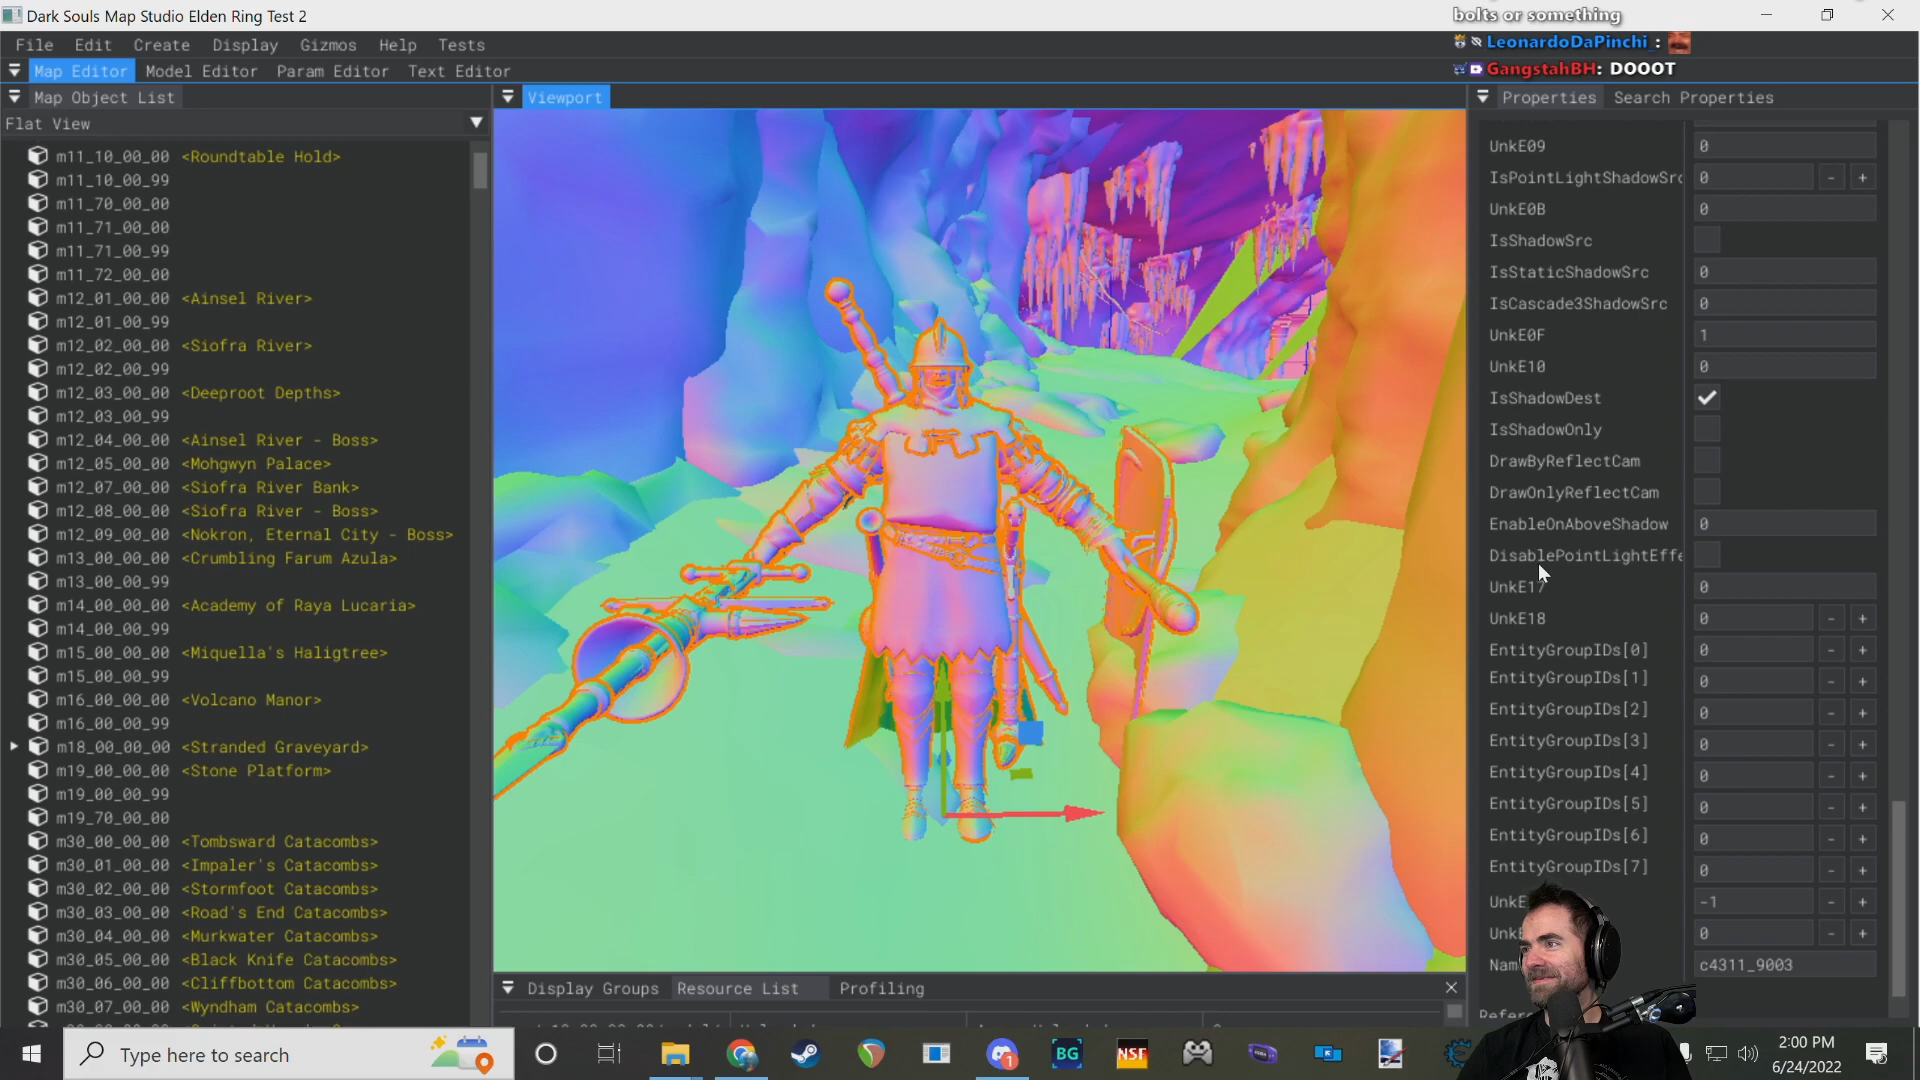 Dark Souls Map Studio Elden Ring Test 2
bolts or something
File Edit Create Display Gizmos Help Tests
LeonardoDaPinchi_:
Map Editor Model Editor Param Editor Text Editor
GangstahBH: DOOOT
Map Object List
Viewport
Properties Search Properties
Flat View
m11_10_00_00 <Roundtable Hold>
m11_10_00_99
m11_70_00_00
m11_71_00_00
m11_71_00_99
m11_72_00_00
m12_01_00_00 <Ainsel River>
m12_01_00_99
m12_02_00_00 <Siofra River>
m12_02_00_99
m12_03_00_00 <Deeproot Depths>
m12_03_00_99
m12_04_00_00 <Ainsel River - Boss>
m12_05_00_00 <Mohgwyn Palace>
m12_07_00_00 <Siofra River Bank>
m12_08_00_00 <Siofra River - Boss>
m12_09_00_00 <Nokron, Eternal City - Boss>
m13_00_00_00 <Crumbling Farum Azula>
m13_00_00_99
m14_00_00_00 <Academy of Raya Lucaria>
m14_00_00_99
m15_00_00_00 <Miquella's Haligtree>
m15_00_00_99
m16_00_00_00 <Volcano Manor>
m16_00_00_99
m18_00_00_00 <Stranded Graveyard>
m19_00_00_00 <Stone Platform>
m19_00_00_99
m19_70_00_00
m30_00_00_00 <Tombsward Catacombs>
m30_01_00_00 <Impaler's Catacombs>
m30_02_00_00 <Stormfoot Catacombs>
m30_03_00_00 <Road's End Catacombs>
m30_04_00_00 <Murkwater Catacombs>
m30_05_00_00 <Black Knife Catacombs>
m30_06_00_00 <Cliffbottom Catacombs>
m30_07_00_00 <Wyndham Catacombs>
UnkE09 0
IsPointLightShadowSrc 0 - +
UnkE0B 0
IsShadowSrc
IsStaticShadowSrc 0
IsCascade3ShadowSrc 0
UnkE0F 1
UnkE10 0
IsShadowDest
IsShadowOnly
DrawByReflectCam
DrawOnlyReflectCam
EnableOnAboveShadow 0
DisablePointLightEffe
UnkE17 0
UnkE18 0 - +
EntityGroupIDs[0] 0 - +
EntityGroupIDs[1] 0 - +
EntityGroupIDs[2] 0 - +
EntityGroupIDs[3] 0 - +
EntityGroupIDs[4] 0 - +
EntityGroupIDs[5] 0 - +
EntityGroupIDs[6] 0 - +
EntityGroupIDs[7] 0 - +
UnkE -1 - +
Unk 0 - +
Nam c4311_9003
Refer
Display Groups Resource List Profiling
Type here to search
BG
NSF
2:00 PM
6/24/2022